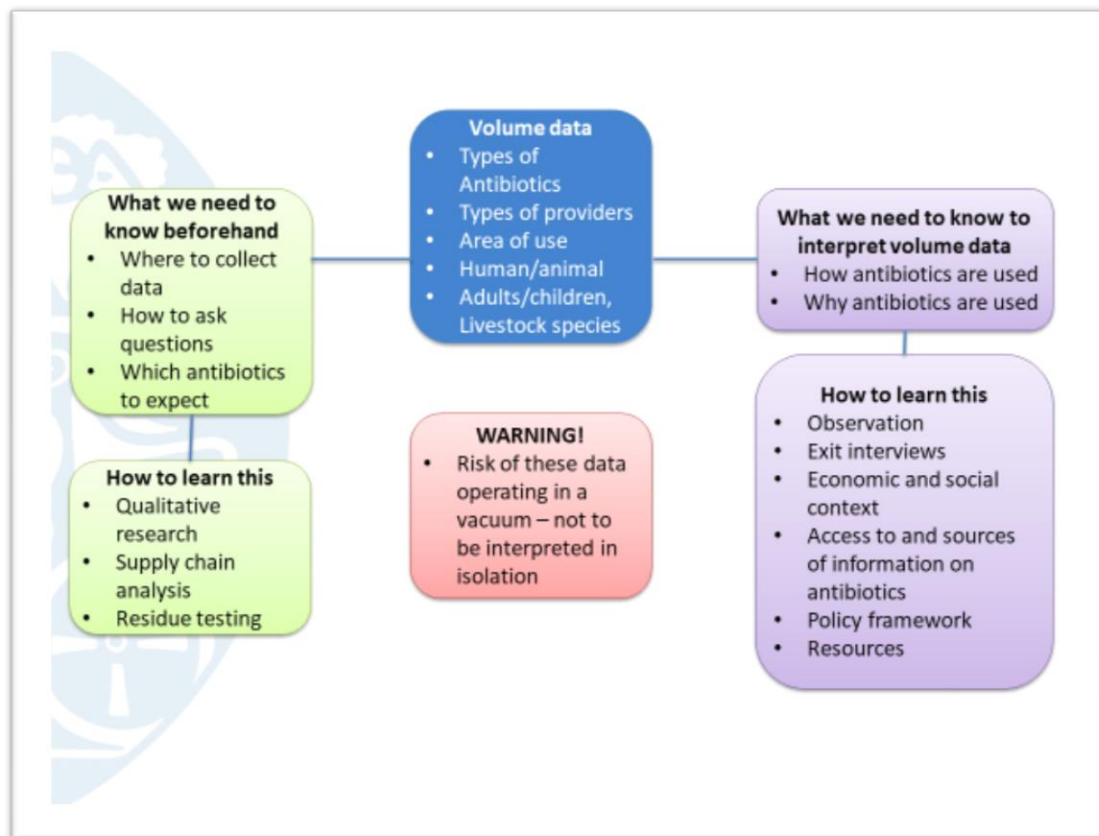 Volume data
• Types of
Antibiotics
• Types of providers
• Area of use
• Human/animal
• Adults/children,
Livestock species
What we need to
know beforehand
• Where to collect
data
• How to ask
questions
• Which antibiotics
to expect
How to learn this
• Qualitative
research
• Supply chain
analysis
• Residue testing
WARNING!
• Risk of these data
operating in a
vacuum – not to
be interpreted in
isolation
What we need to know to
interpret volume data
• How antibiotics are used
• Why antibiotics are used
How to learn this
• Observation
• Exit interviews
• Economic and social
context
• Access to and sources
of information on
antibiotics
• Policy framework
• Resources